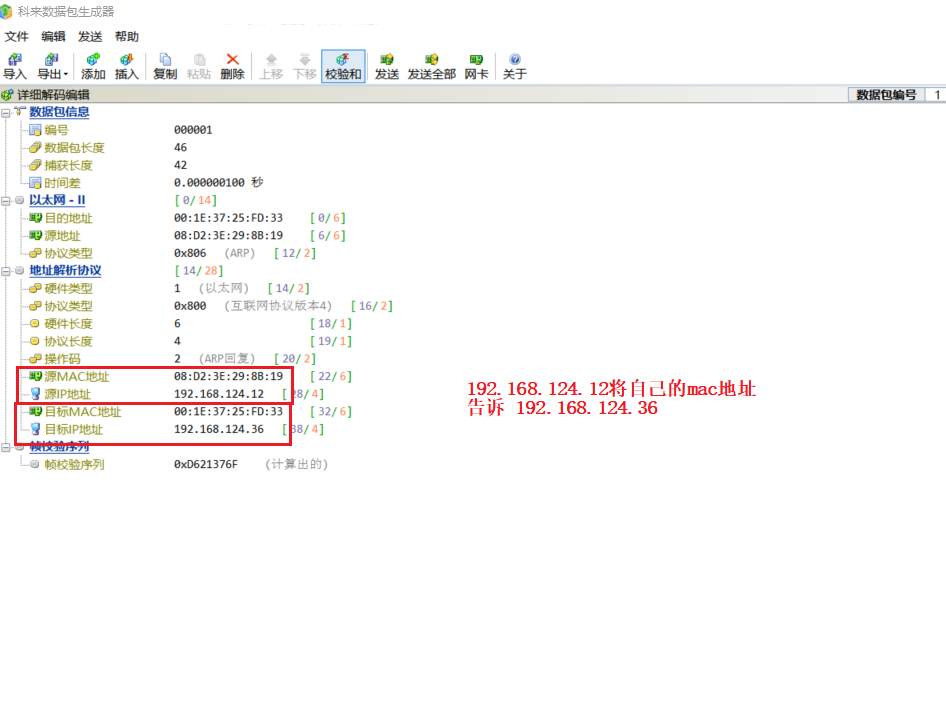 科来数据包生成器
文件 编辑 发送 帮助
导入 导出 添加 插入 复制 粘贴 删除 上移 下移 校验和 发送 发送全部 网卡 关于
详细解码编辑 数据包编号 1
数据包信息
编号 000001
数据包长度 46
捕获长度 42
时间差 0.000000100 秒
以太网 - II [0/14]
目的地址 00:1E:37:25:FD:33 [0/6]
源地址 08:D2:3E:29:8B:19 [6/6]
协议类型 0x806 (ARP) [12/2]
地址解析协议 [14/28]
硬件类型 1 (以太网) [14/2]
协议类型 0x800 (互联网协议版本4) [16/2]
硬件长度 6 [18/1]
协议长度 4 [19/1]
操作码 2 (ARP回复) [20/2]
源MAC地址 08:D2:3E:29:8B:19 [22/6]
源IP地址 192.168.124.12 [28/4]
目标MAC地址 00:1E:37:25:FD:33 [32/6]
目标IP地址 192.168.124.36 [38/4]
帧校验序列
帧校验序列 0xD621376F (计算出的)
192.168.124.12将自己的mac地址
告诉 192.168.124.36